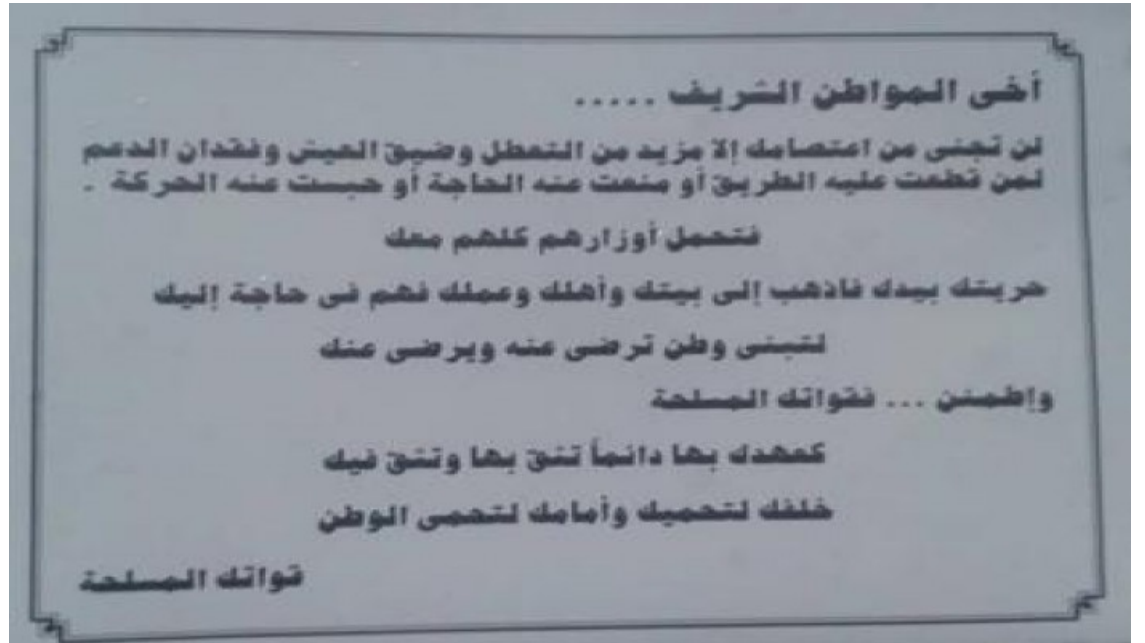 أخى المواطن الشريف .....
لن تجنى من اعتصامك إلا مزيد من التعطل وضيق العيش وفقدان الدعم
لمن قطعت عليه الطريق أو منعت عنه الحاجة أو حبست عنه الحركة .
فتحمل أوزارهم كلهم معك
حريتك بيدك فاذهب إلى بيتك وأهلك وعملك فهم فى حاجة إليك
لتبنى وطن ترضى عنه ويرضى عنك
وإطمئن ... فقواتك المسلحة
كعهدك بها دائماً تثق بها وتثق فيك
خلفك لتحميك وأمامك لتحمى الوطن
قواتك المسلحة